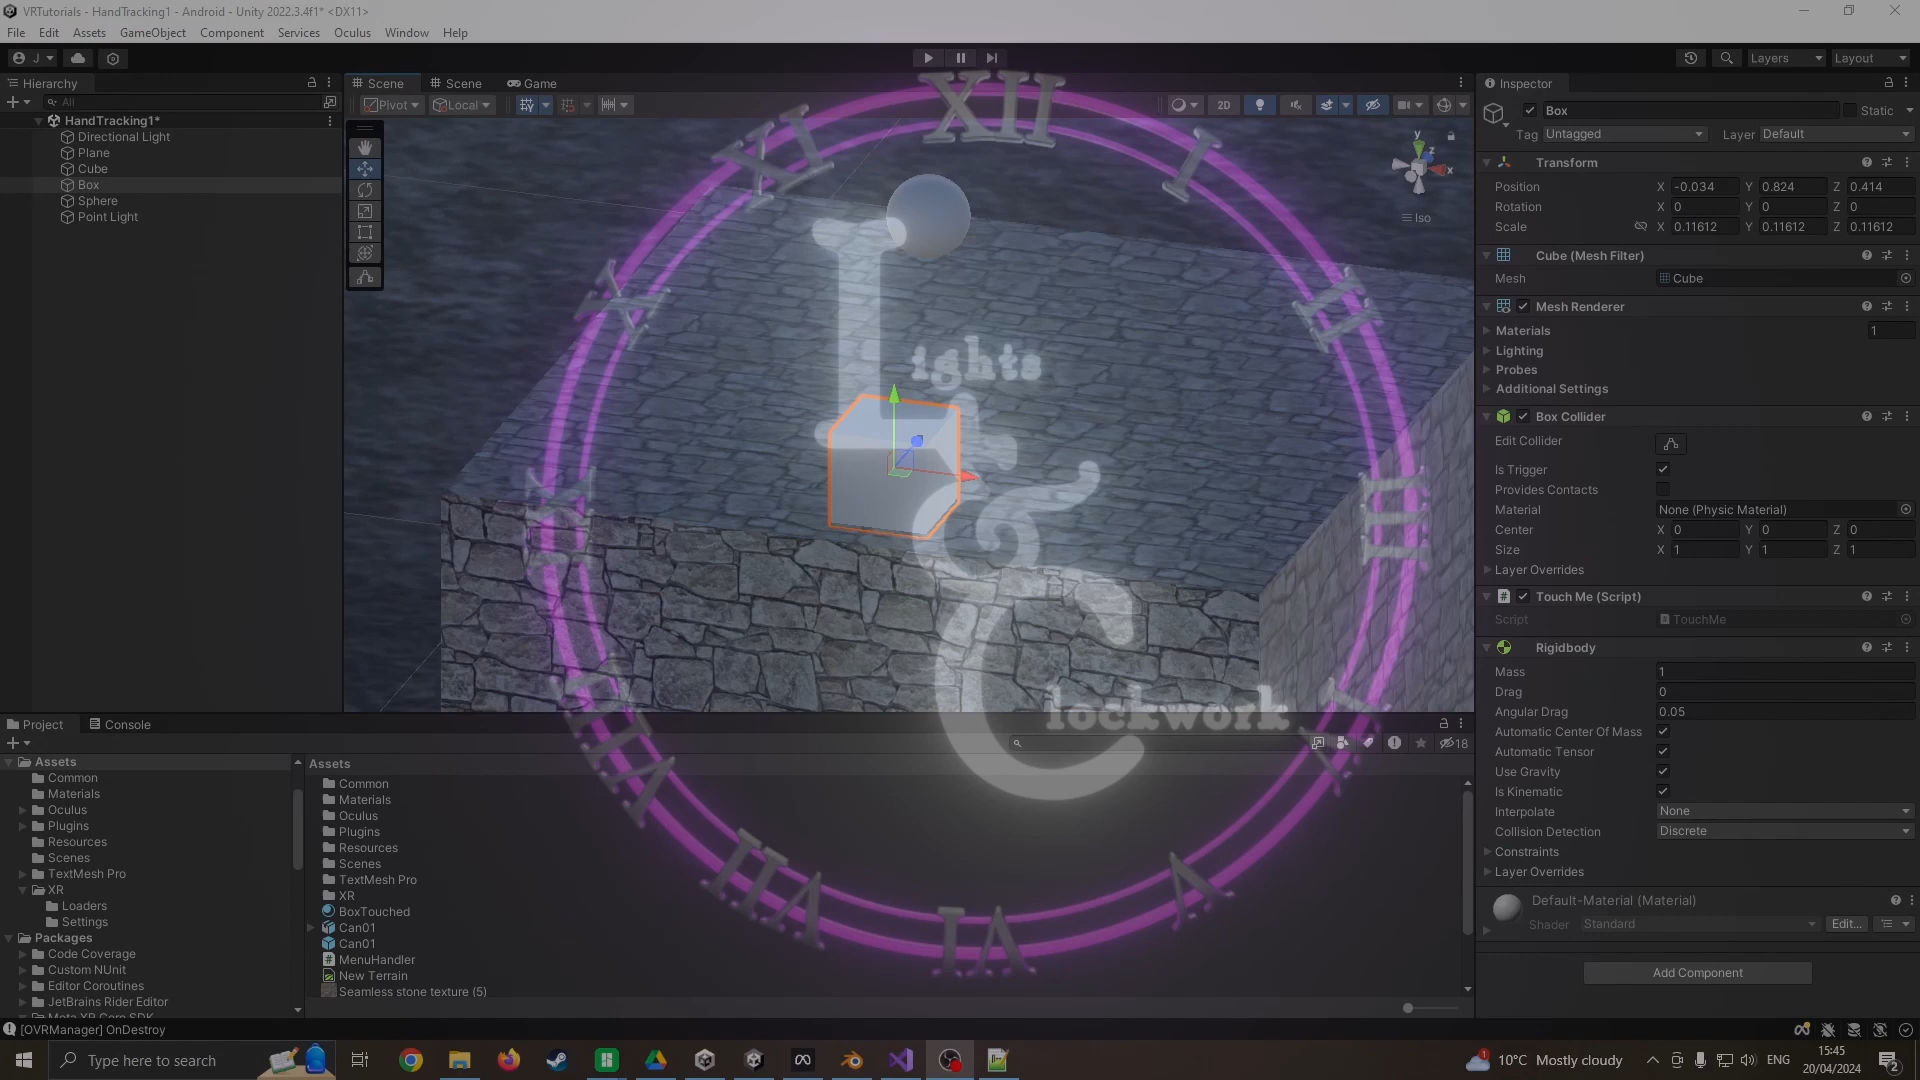 VRTutorials - HandTracking1 - Android - Unity 2022.3.4f1* <DX11>
File Edit Assets GameObject Component Services Oculus Window Help
J Layers Layout
Hierarchy
All
HandTracking1*
Directional Light
Plane
Cube
Box
Sphere
Point Light
Scene Scene Game
Pivot Local 2D
y
z
x
Iso
XII
I
XI
X
VII
VI
V
L
ights
&
C
lockwork
Inspector
Box Static
Tag Untagged Layer Default
Transform
Position X -0.034 Y 0.824 Z 0.414
Rotation X 0 Y 0 Z 0
Scale X 0.11612 Y 0.11612 Z 0.11612
Cube (Mesh Filter)
Mesh Cube
Mesh Renderer
Materials 1
Lighting
Probes
Additional Settings
Box Collider
Edit Collider
Is Trigger
Provides Contacts
Material None (Physic Material)
Center X 0 Y 0 Z 0
Size X 1 Y 1 Z 1
Layer Overrides
Touch Me (Script)
Script TouchMe
Rigidbody
Mass 1
Drag 0
Angular Drag 0.05
Automatic Center Of Mass
Automatic Tensor
Use Gravity
Is Kinematic
Interpolate None
Collision Detection Discrete
Constraints
Layer Overrides
Default-Material (Material)
Shader Standard Edit...
Add Component
Project Console
18
Assets
Common
Materials
Oculus
Plugins
Resources
Scenes
TextMesh Pro
XR
Loaders
Settings
Packages
Code Coverage
Custom NUnit
Editor Coroutines
JetBrains Rider Editor
Meta XR Core SDK
Assets
Common
Materials
Oculus
Plugins
Resources
Scenes
TextMesh Pro
XR
BoxTouched
Can01
Can01
MenuHandler
New Terrain
Seamless stone texture (5)
[OVRManager] OnDestroy
Type here to search
1
10°C Mostly cloudy
ENG
15:45
20/04/2024
2